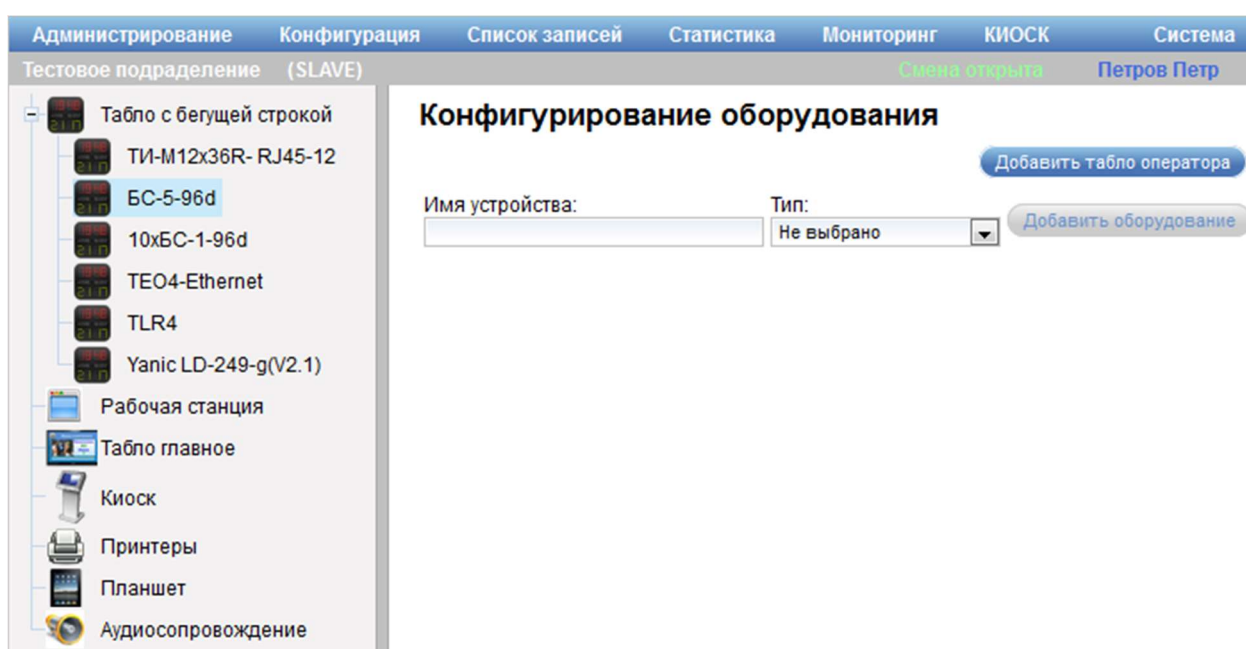 Администрирование Конфигурация Список записей Статистика Мониторинг КИОСК Система
Тестовое подраделение (SLAVE) Смена открыта Петров Петр
Табло с бегущей строкой
ТИ-М12х36R- RJ45-12
БС-5-96d
10хБС-1-96d
ТЕО4-Ethernet
TLR4
Yanic LD-249-g(V2.1)
Рабочая станция
Табло главное
Киоск
Принтеры
Планшет
Аудиосопровождение
Конфигурирование оборудования
Добавить табло оператора
Имя устройства: Тип:
Не выбрано Добавить оборудование